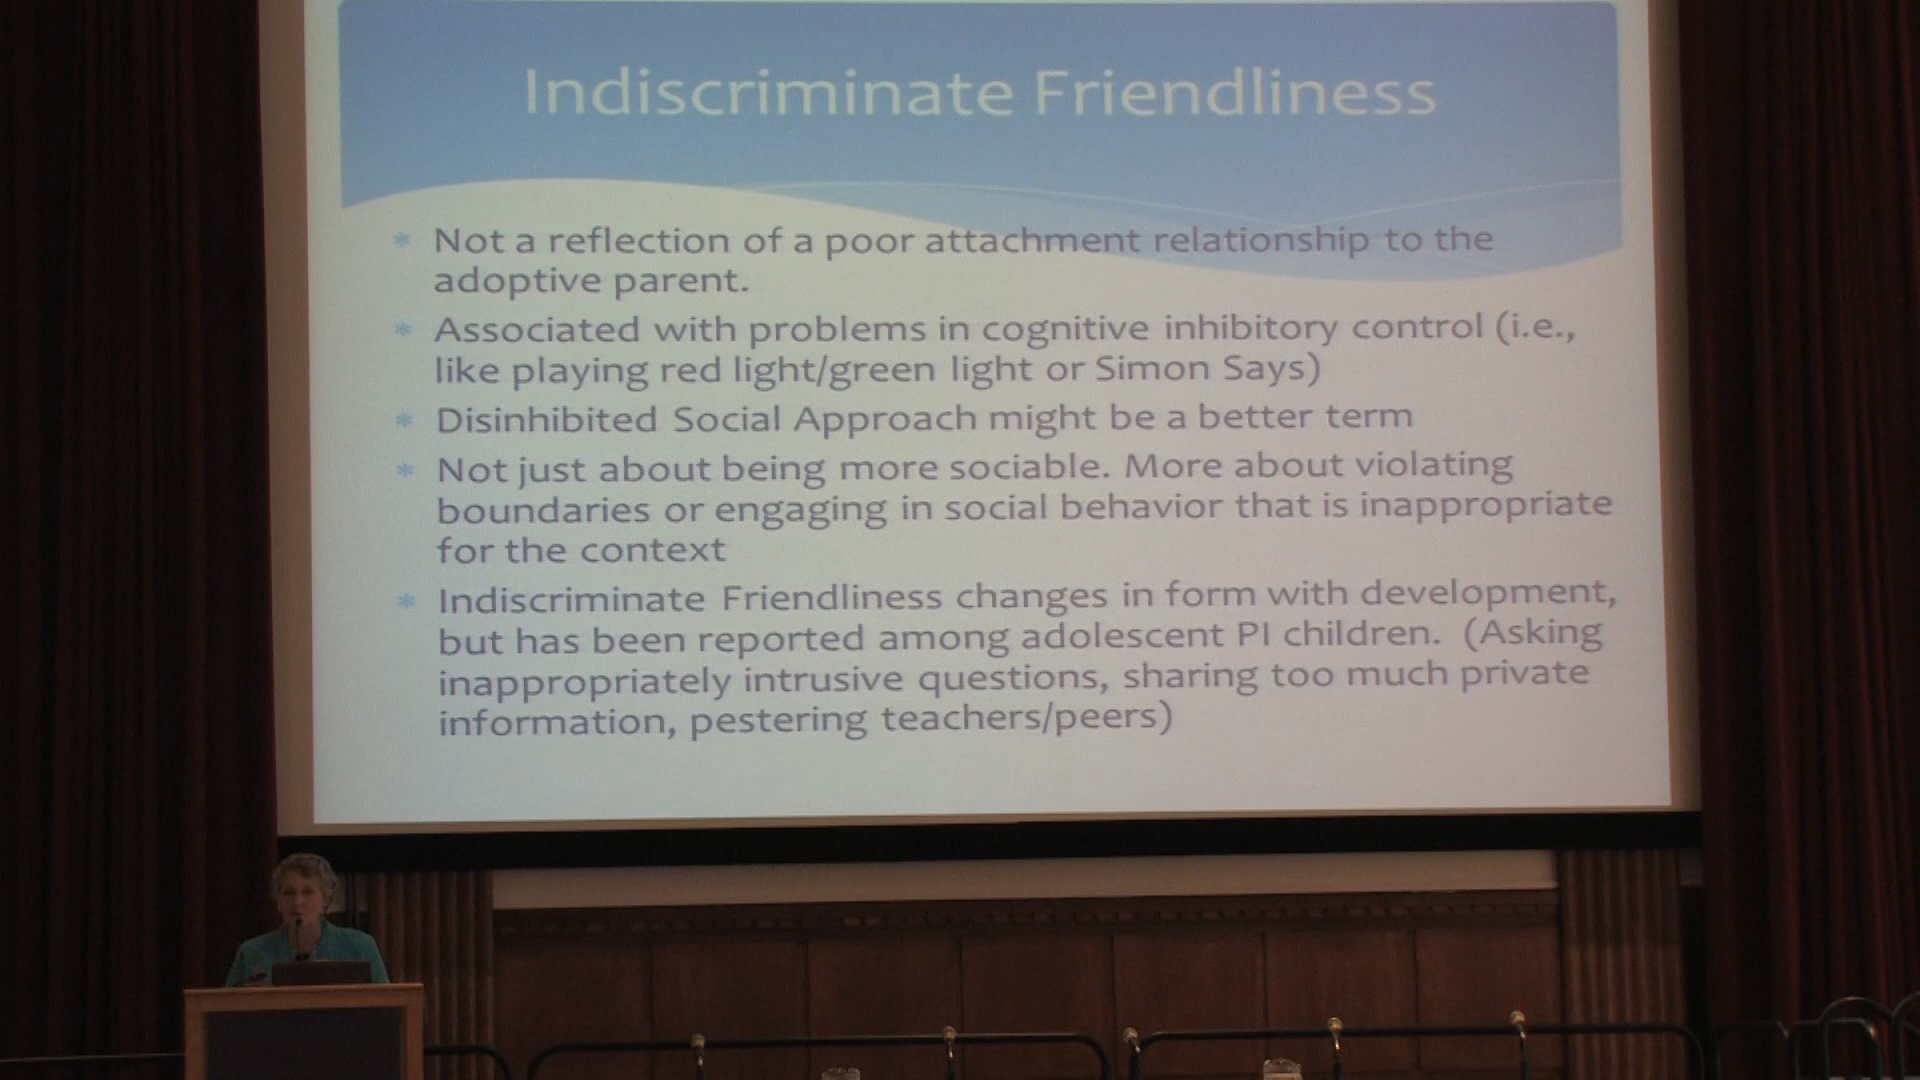 Indiscriminate Friendliness
* Not a reflection of a poor attachment relationship to the
adoptive parent.
* Associated with problems in cognitive inhibitory control (i.e.,
like playing red light/green light or Simon Says)
* Disinhibited Social Approach might be a better term
* Not just about being more sociable. More about violating
boundaries or engaging in social behavior that is inappropriate
for the context
* Indiscriminate Friendliness changes in form with development,
but has been reported among adolescent PI children. (Asking
inappropriately intrusive questions, sharing too much private
information, pestering teachers/peers)